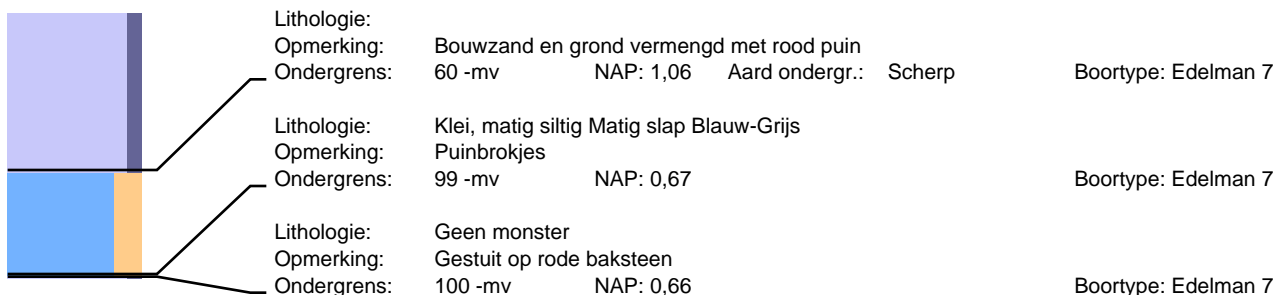 Lithologie:
Opmerking: Bouwzand en grond vermengd met rood puin
Ondergrens: 60 -mv NAP: 1,06 Aard ondergr.: Scherp Boortype: Edelman 7
Lithologie: Klei, matig siltig Matig slap Blauw-Grijs
Opmerking: Puinbrokjes
Ondergrens: 99 -mv NAP: 0,67 Boortype: Edelman 7
Lithologie: Geen monster
Opmerking: Gestuit op rode baksteen
Ondergrens: 100 -mv NAP: 0,66 Boortype: Edelman 7